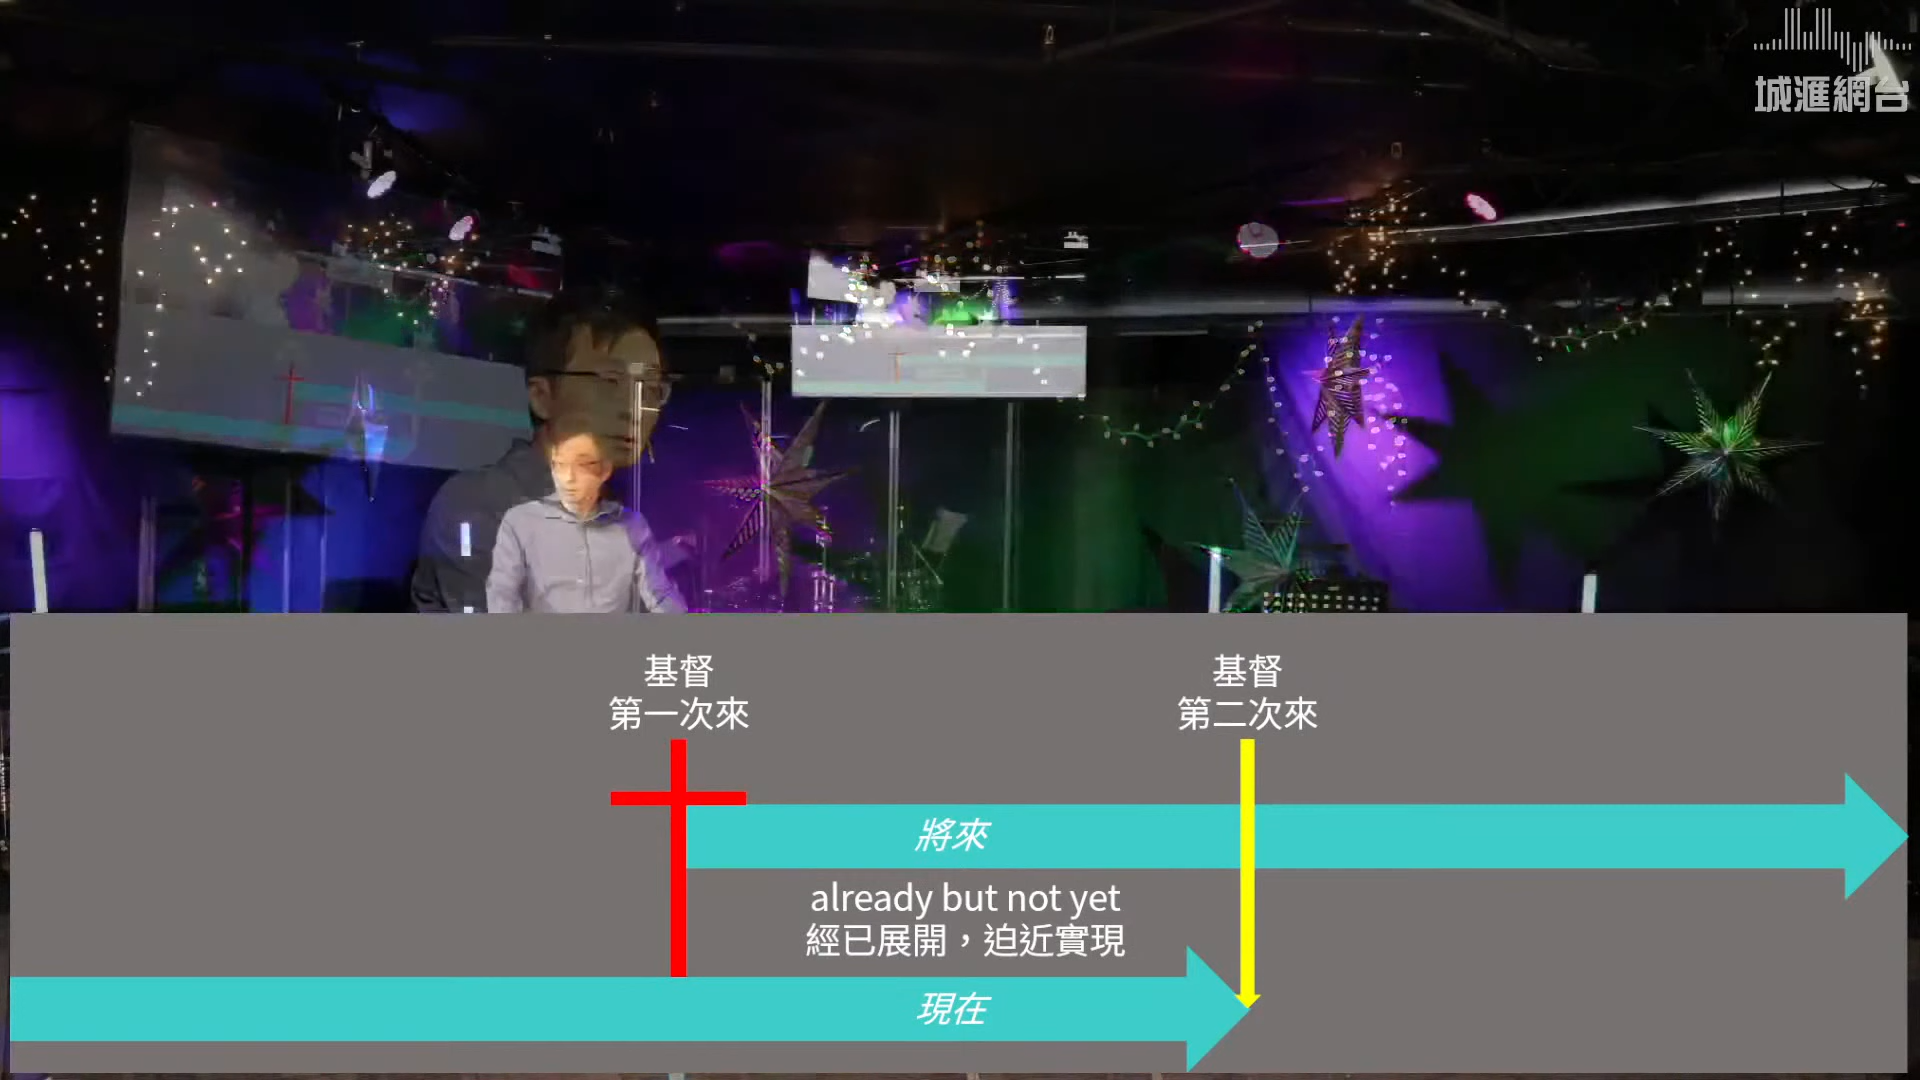 城滙網台
基督
第一次來
基督
第二次來
將來
already but not yet
經已展開，迫近實現
現在